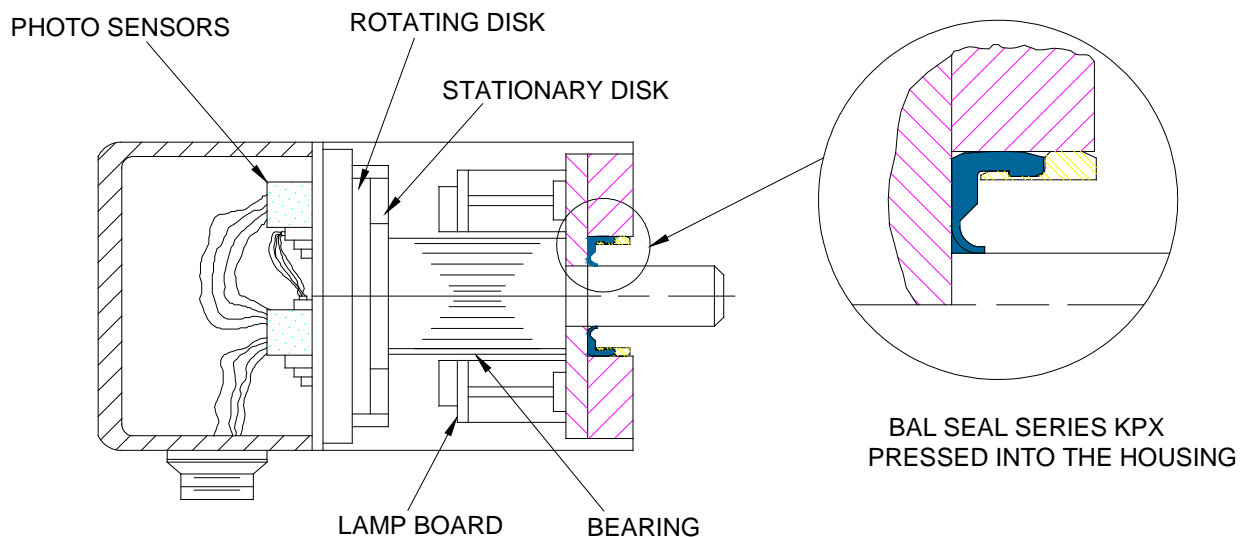 PHOTO SENSORS
ROTATING DISK
STATIONARY DISK
BAL SEAL SERIES KPX
PRESSED INTO THE HOUSING
LAMP BOARD
BEARING